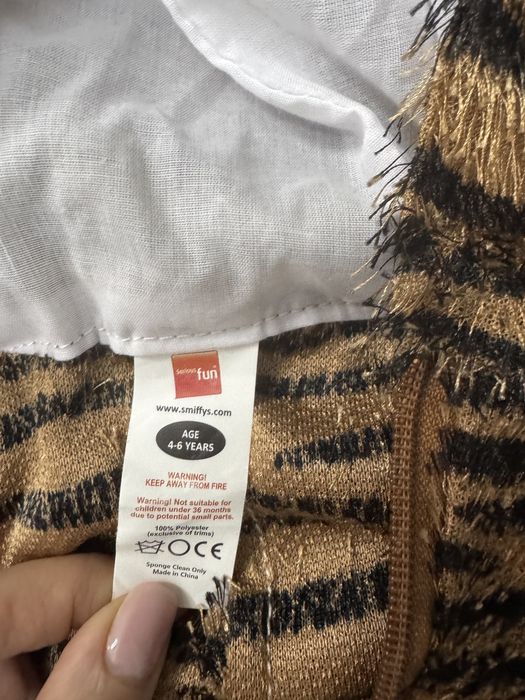 Serious
fun
www.smiffys.com
AGE
4-6 YEARS
WARNING!
KEEP AWAY FROM FIRE
Warning! Not suitable for
children under 36 months
due to potential small parts.
100% Polyester
(exclusive of trims)
CE
Sponge Clean Only
Made in China